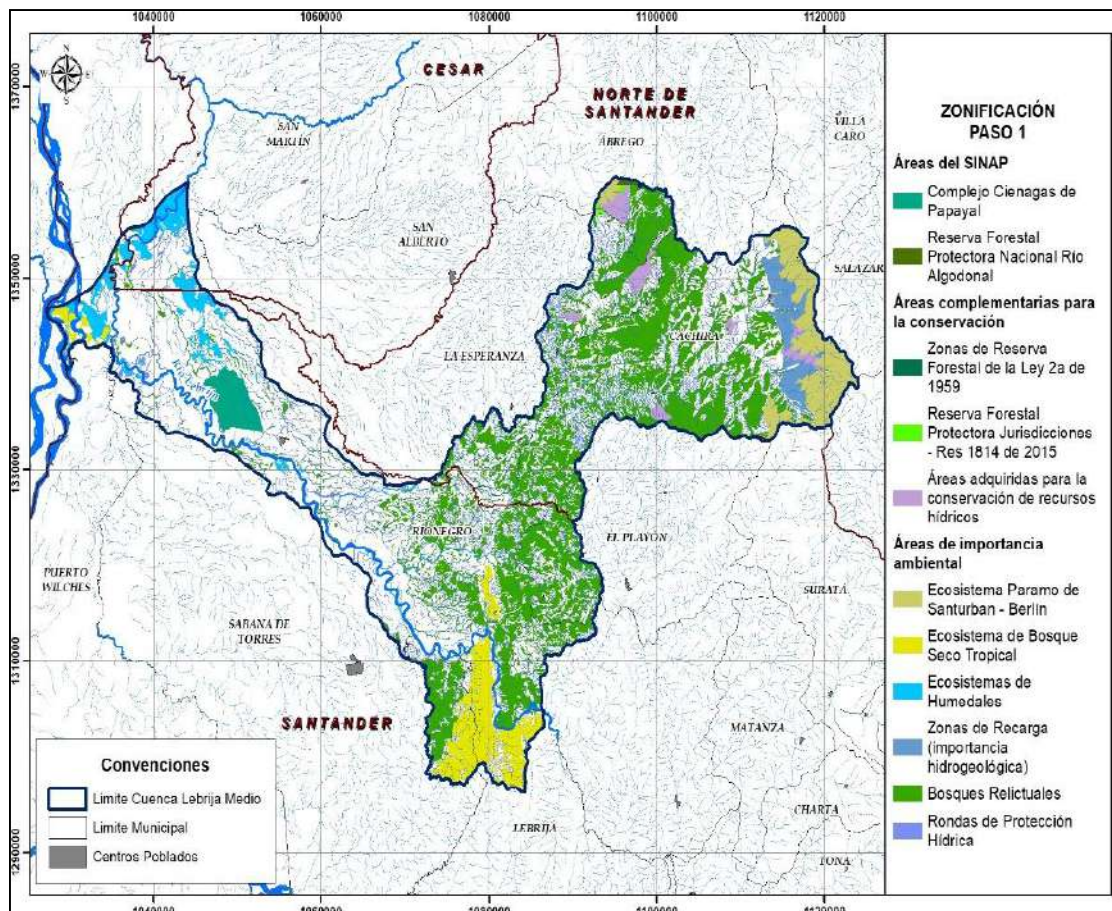 1040000 1060000 1080000 1100000 1120000
1370000
1350000
1330000
1310000
1290000
N
W E
S
CESAR
NORTE DE
SANTANDER
SAN
MARTÍN
ÁBREGO
VILLA
CARO
SAN
ALBERTO
SALAZAR
LA ESPERANZA
CÁCHIRA
RIONEGRO
EL PLAYÓN
PUERTO
WILCHES
SABANA DE
TORRES
SURATÁ
SANTANDER
MATANZA
CHARTA
LEBRIJA
TONÁ
Convenciones
Limite Cuenca Lebrija Medio
Limite Municipal
Centros Poblados
1040000 1060000 1080000 1100000 1120000
ZONIFICACIÓN
PASO 1
Áreas del SINAP
Complejo Cienagas de
Papayal
Reserva Forestal
Protectora Nacional Río
Algodonal
Áreas complementarias para
la conservación
Zonas de Reserva
Forestal de la Ley 2a de
1959
Reserva Forestal
Protectora Jurisdicciones
- Res 1814 de 2015
Áreas adquiridas para la
conservación de recursos
hídricos
Áreas de importancia
ambiental
Ecosistema Paramo de
Santurban - Berlín
Ecosistema de Bosque
Seco Tropical
Ecosistemas de
Humedales
Zonas de Recarga
(importancia
hidrogeológica)
Bosques Relictuales
Rondas de Protección
Hídrica